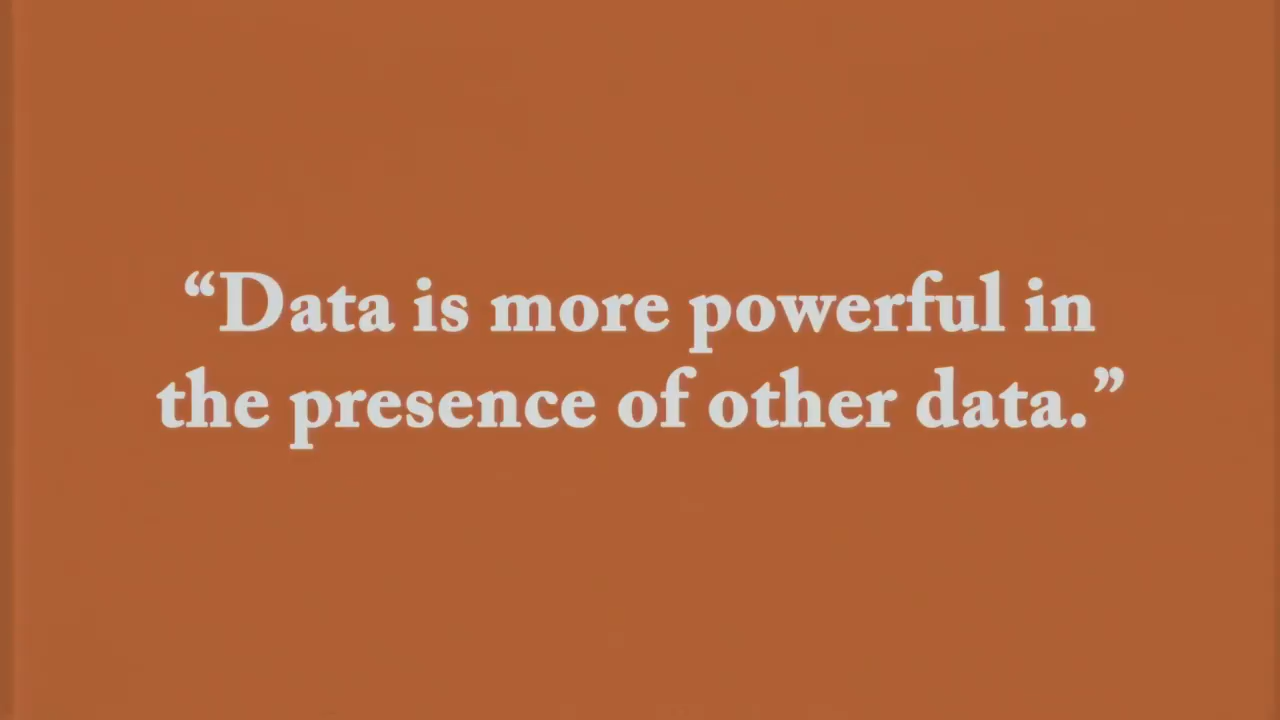 “Data is more powerful in
the presence of other data.”